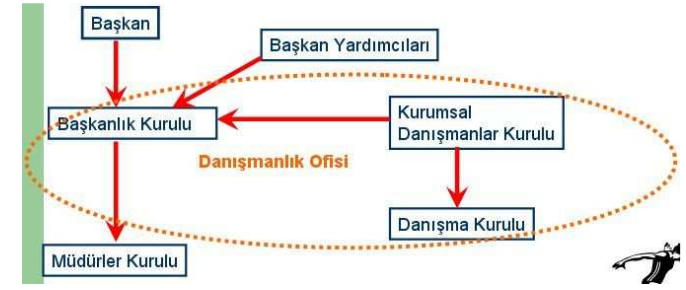 Başkan
Başkan Yardımcıları
Başkanlık Kurulu
Kurumsal
Danışmanlar Kurulu
Danışmanlık Ofisi
Danışma Kurulu
Müdürler Kurulu